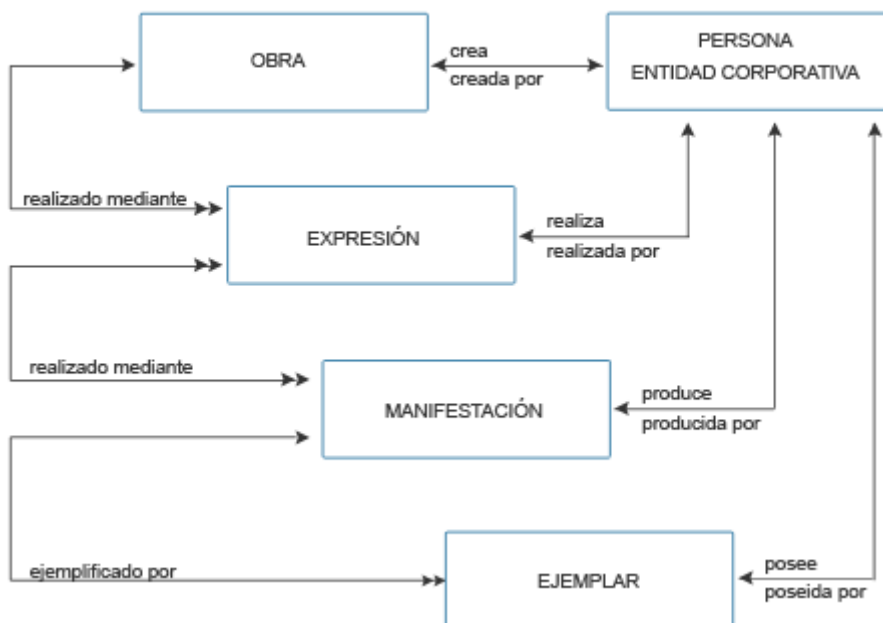 OBRA
crea
creada por
PERSONA
ENTIDAD CORPORATIVA
realizado mediante
EXPRESIÓN
realiza
realizada por
realizado mediante
MANIFESTACIÓN
produce
producida por
ejemplificado por
EJEMPLAR
posee
poseida por